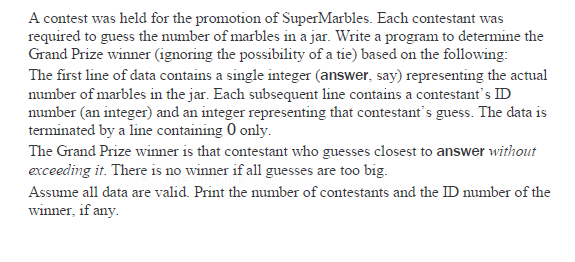 A contest was held for the promotion of SuperMarbles. Each contestant was
required to guess the number of marbles in a jar. Write a program to determine the
Grand Prize winner (ignoring the possibility of a tie) based on the following:
The first line of data contains a single integer (answer, say) representing the actual
number of marbles in the jar. Each subsequent line contains a contestant's ID
number (an integer) and an integer representing that contestant's guess. The data is
terminated by a line containing 0 only.
The Grand Prize winner is that contestant who guesses closest to answer without
exceeding it. There is no winner if all guesses are too big.
Assume all data are valid. Print the number of contestants and the ID number of the
winner, if any.